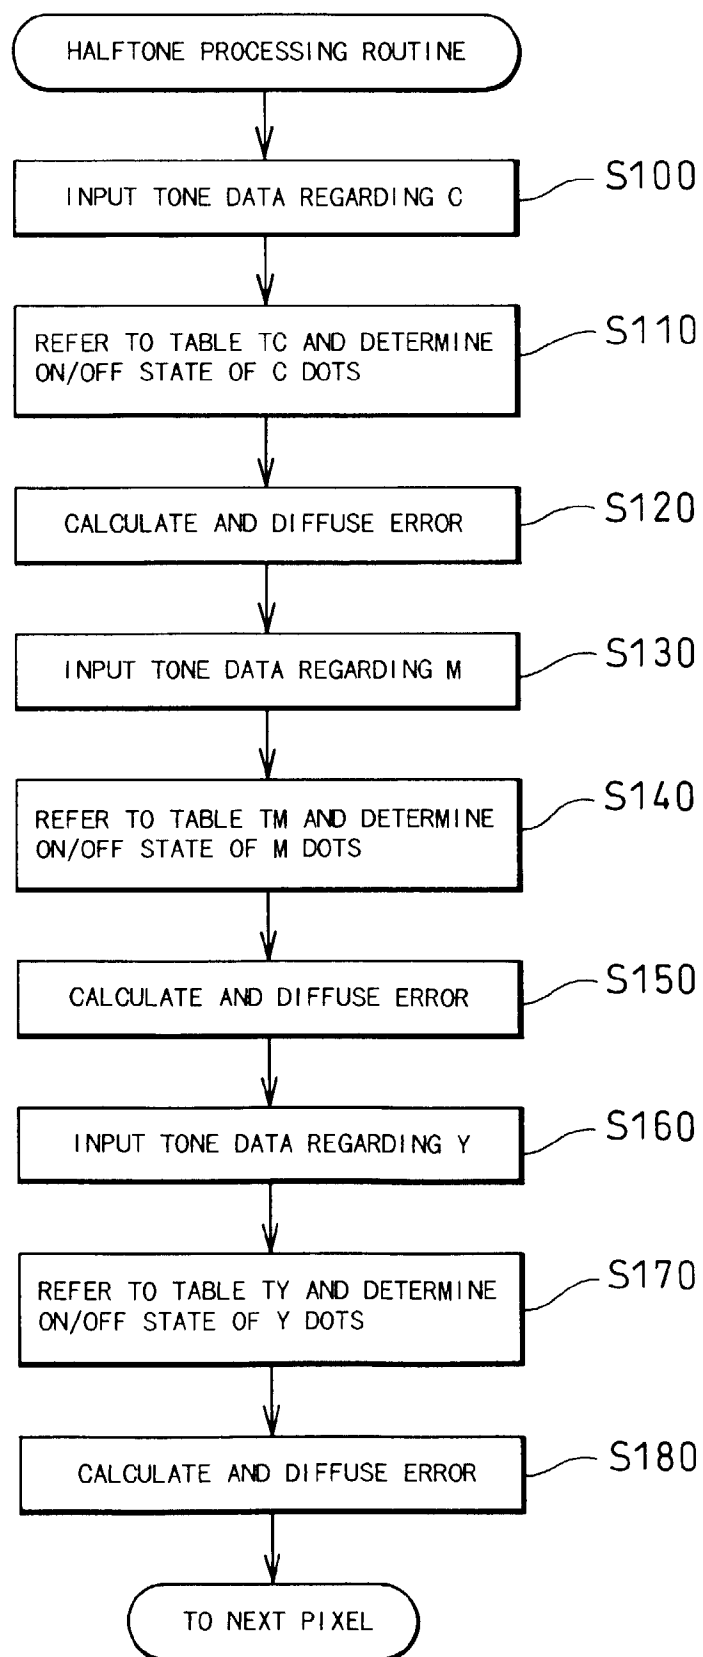 HALFTONE PROCESSING ROUTINE
INPUT TONE DATA REGARDING C
S100
REFER TO TABLE TC AND DETERMINE
ON/OFF STATE OF C DOTS
S110
CALCULATE AND DIFFUSE ERROR
S120
INPUT TONE DATA REGARDING M
S130
REFER TO TABLE TM AND DETERMINE
ON/OFF STATE OF M DOTS
S140
CALCULATE AND DIFFUSE ERROR
S150
INPUT TONE DATA REGARDING Y
S160
REFER TO TABLE TY AND DETERMINE
ON/OFF STATE OF Y DOTS
S170
CALCULATE AND DIFFUSE ERROR
S180
TO NEXT PIXEL